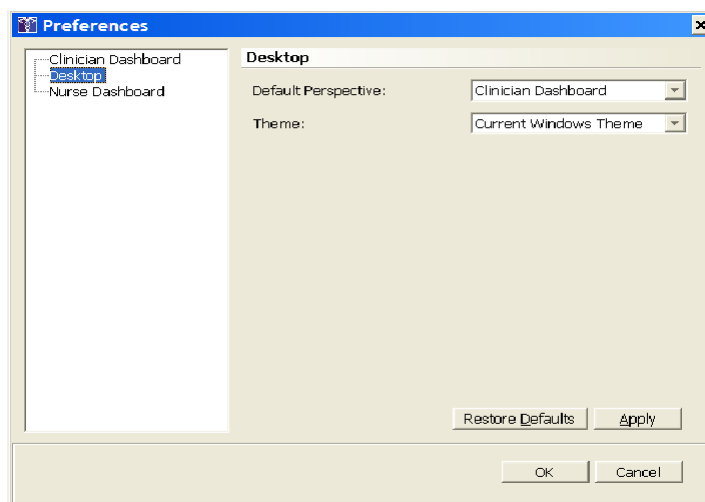 Preferences
Clinician Dashboard
Desktop
Nurse Dashboard
Desktop
Default Perspective: Clinician Dashboard
Theme: Current Windows Theme
Restore Defaults Apply
OK Cancel